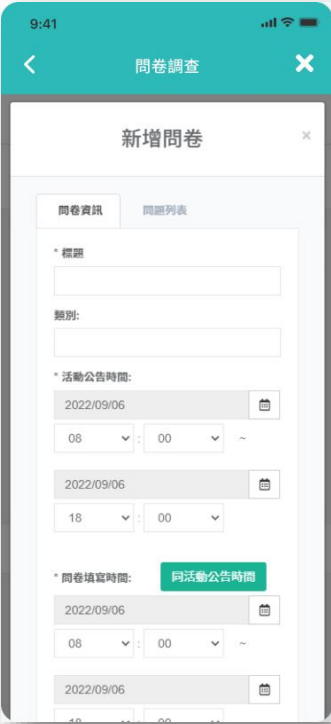 9:41
問卷調查
新增問卷 ×
問卷資訊 問題列表
* 標題
類別:
* 活動公告時間:
2022/09/06
08 : 00 ~
2022/09/06
18 : 00
* 問卷填寫時間: 同活動公告時間
2022/09/06
08 : 00 ~
2022/09/06
18 : 00